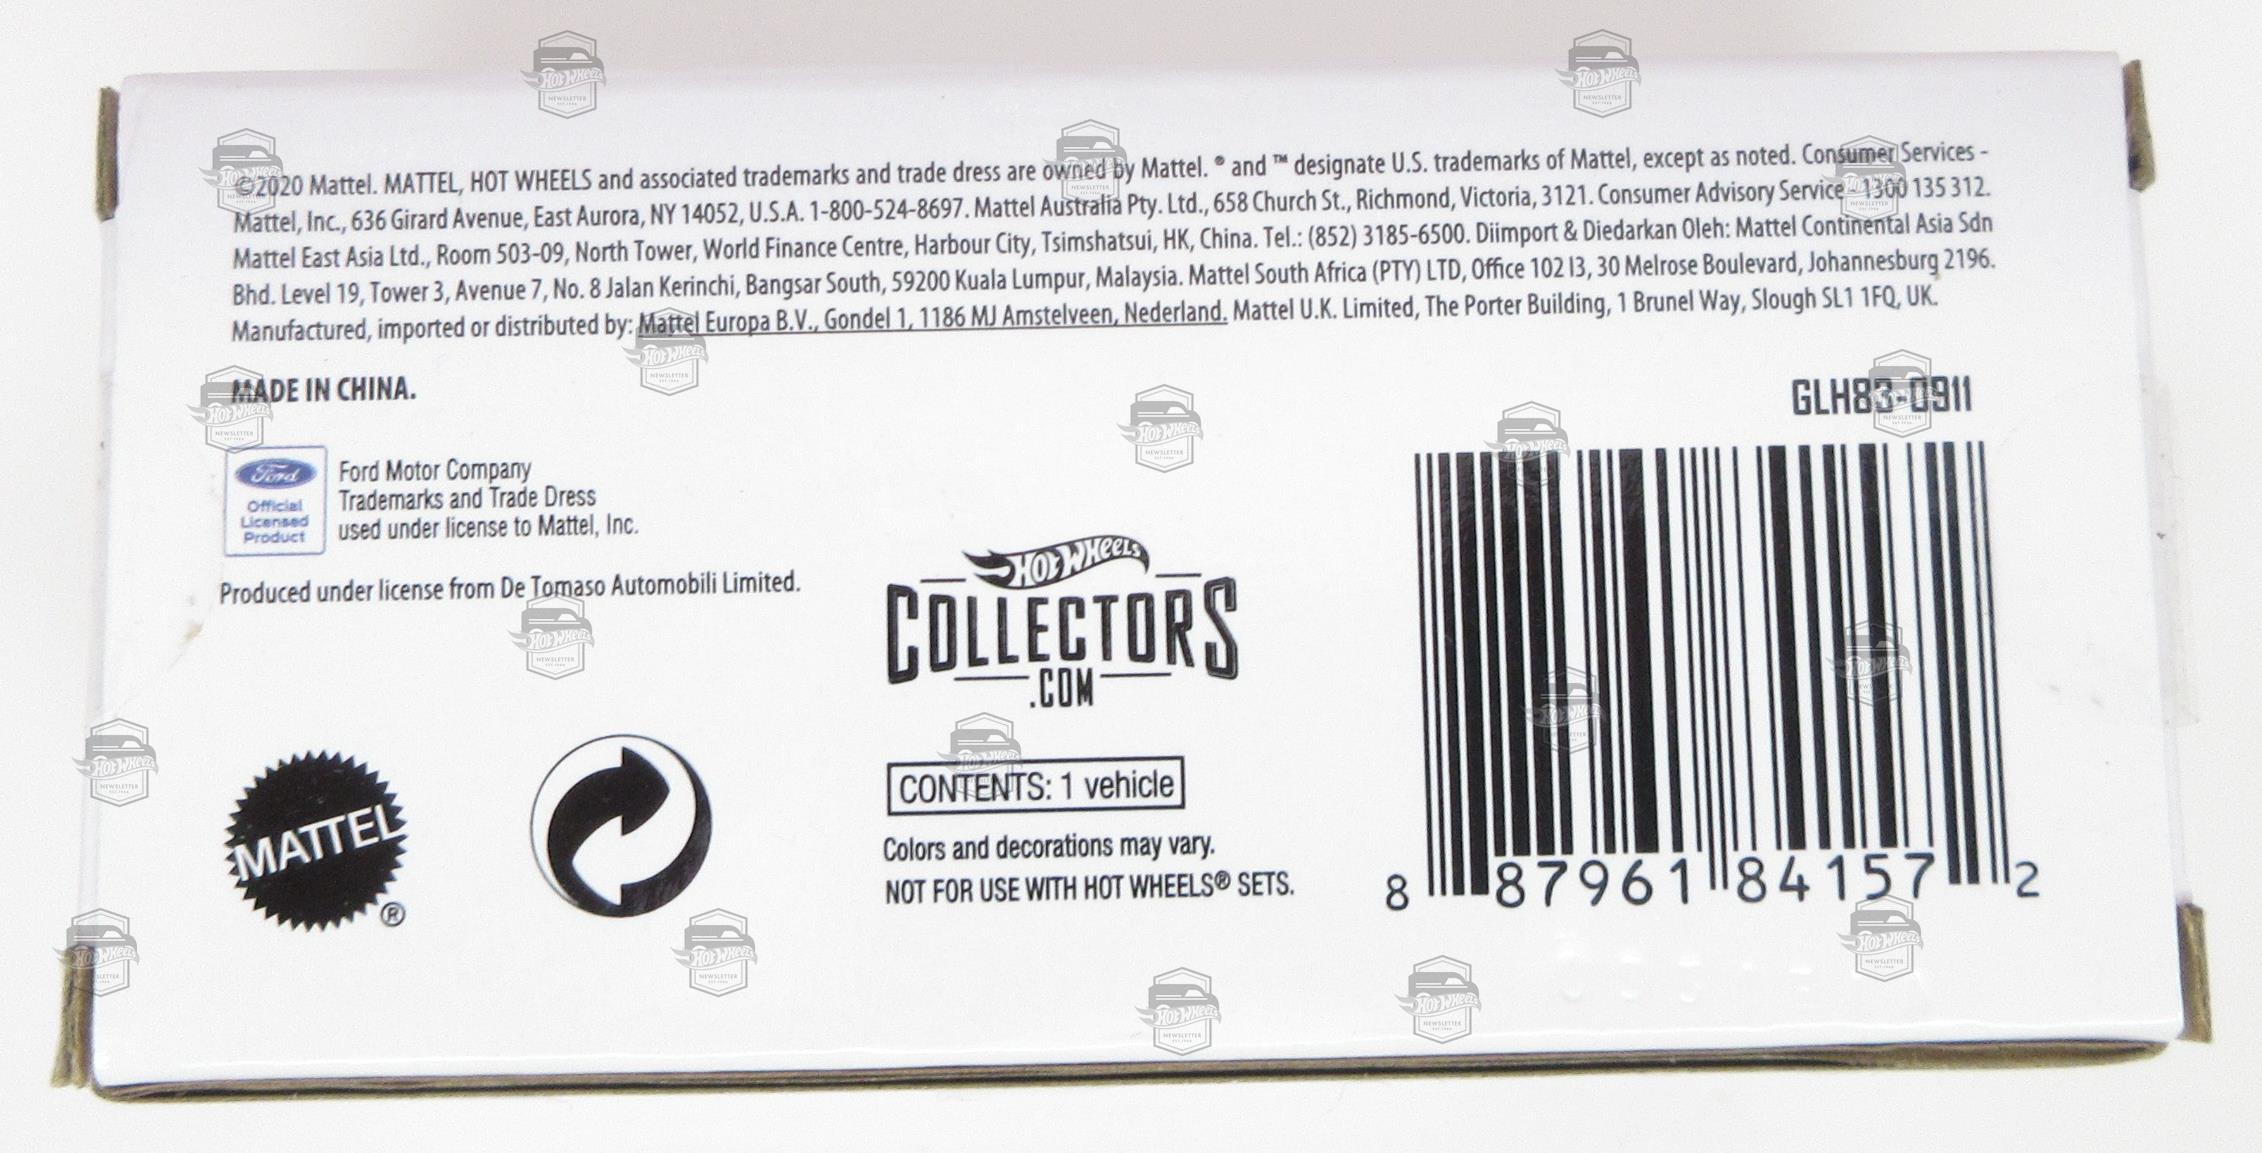 ©2020 Mattel. MATTEL, HOT WHEELS and associated trademarks and trade dress are owned by Mattel. ® and ™ designate U.S. trademarks of Mattel, except as noted. Consumer Services -
Mattel, Inc., 636 Girard Avenue, East Aurora, NY 14052, U.S.A. 1-800-524-8697. Mattel Australia Pty. Ltd., 658 Church St., Richmond, Victoria, 3121. Consumer Advisory Service - 1300 135 312.
Mattel East Asia Ltd., Room 503-09, North Tower, World Finance Centre, Harbour City, Tsimshatsui, HK, China. Tel.: (852) 3185-6500. Diimport & Diedarkan Oleh: Mattel Continental Asia Sdn
Bhd. Level 19, Tower 3, Avenue 7, No. 8 Jalan Kerinchi, Bangsar South, 59200 Kuala Lumpur, Malaysia. Mattel South Africa (PTY) LTD, Office 102 I3, 30 Melrose Boulevard, Johannesburg 2196.
Manufactured, imported or distributed by: Mattel Europa B.V., Gondel 1, 1186 MJ Amstelveen, Nederland. Mattel U.K. Limited, The Porter Building, 1 Brunel Way, Slough SL1 1FQ, UK.
MADE IN CHINA.
GLH83-0911
Ford
Official
Licensed
Product
Ford Motor Company
Trademarks and Trade Dress
used under license to Mattel, Inc.
Produced under license from De Tomaso Automobili Limited.
HOT WHEELS
COLLECTORS
.COM
MATTEL
®
CONTENTS: 1 vehicle
Colors and decorations may vary.
NOT FOR USE WITH HOT WHEELS® SETS.
8 87961 84157 2
HOT WHEELS
NEWSLETTER